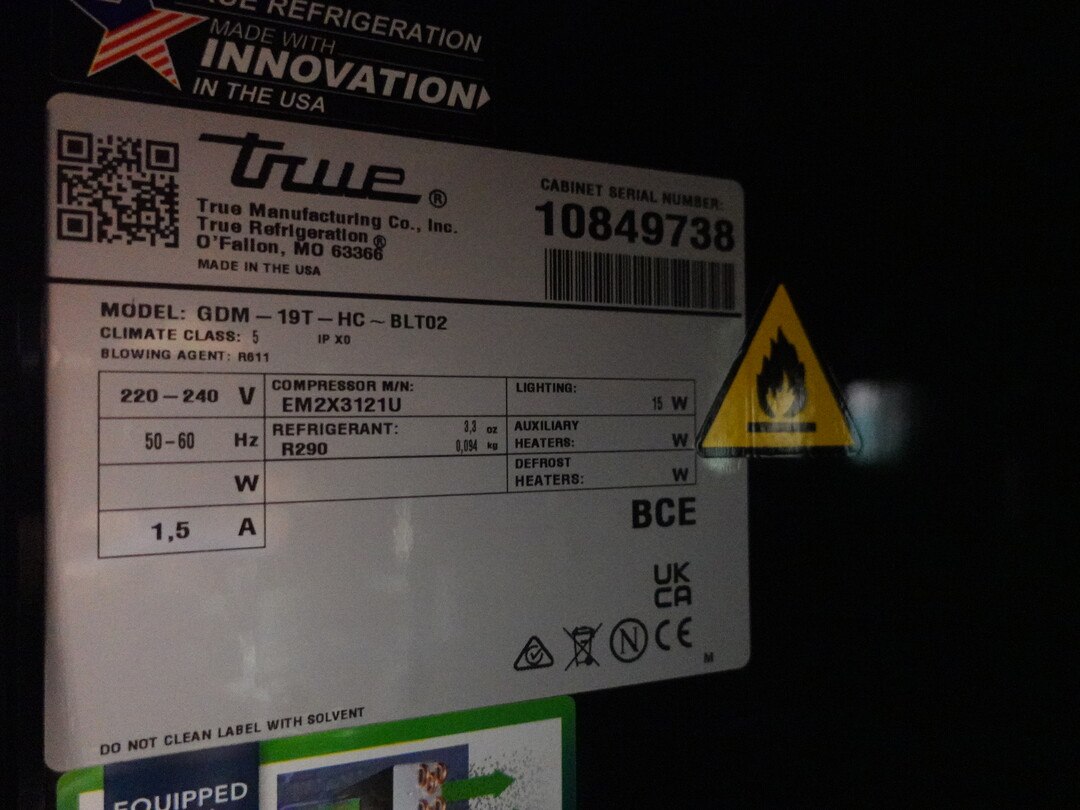 REFRIGERATION
MADE WITH
INNOVATION
IN THE USA
true®
True Manufacturing Co., Inc.
True Refrigeration®
O'Fallon, MO 63366
MADE IN THE USA
CABINET SERIAL NUMBER:
10849738
MODEL: GDM-19T-HC~BLT02
CLIMATE CLASS: 5 IP X0
BLOWING AGENT: R611
220-240 V
50-60 Hz
W
1,5 A
COMPRESSOR M/N:
EM2X3121U
REFRIGERANT: 3,3 oz
R290 0,094 kg
LIGHTING:
15 W
AUXILIARY
HEATERS: W
DEFROST
HEATERS: W
BCE
UK
CA
N CE
M
DO NOT CLEAN LABEL WITH SOLVENT
EQUIPPED